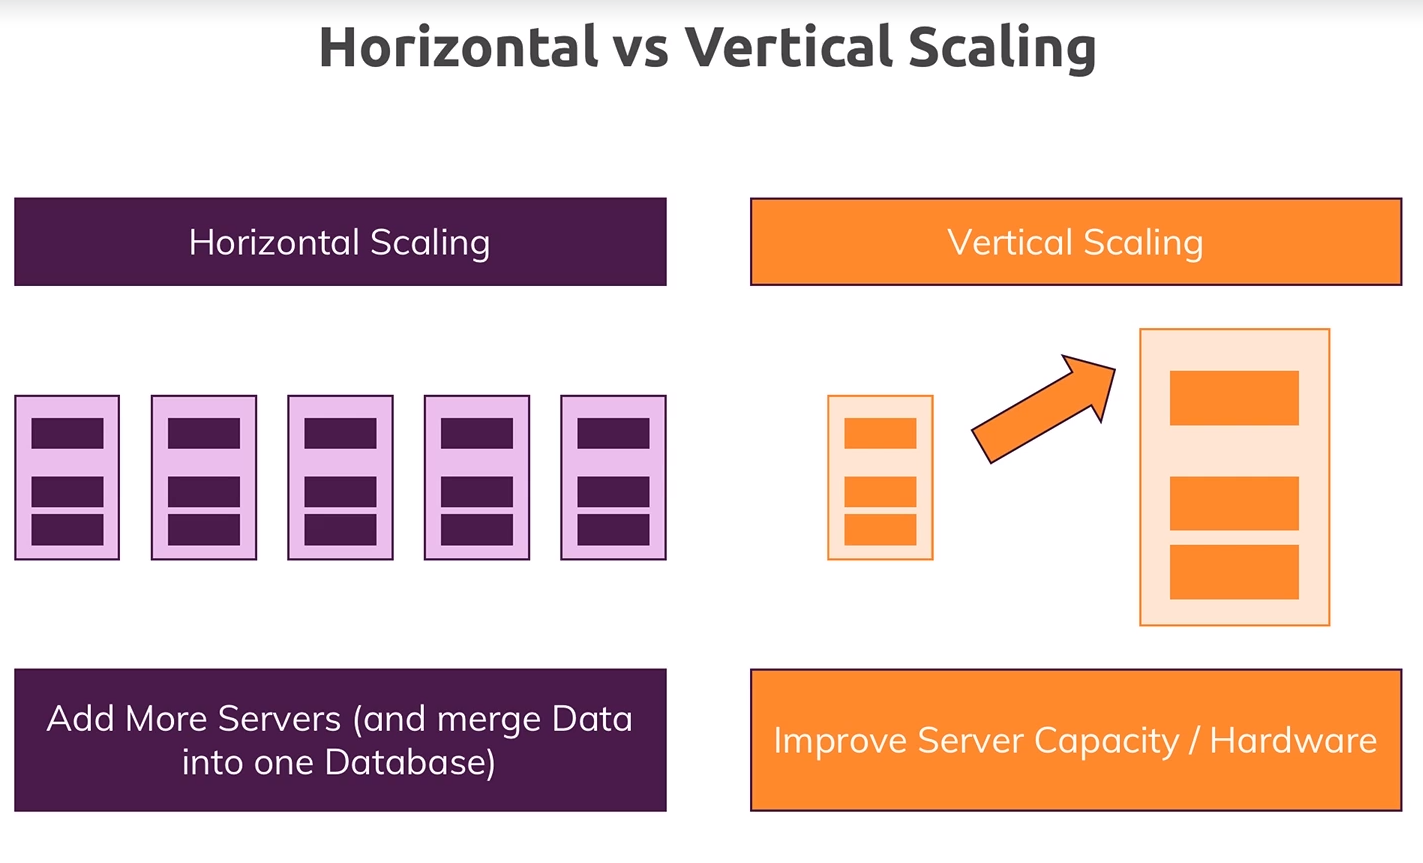 Horizontal vs Vertical Scaling
Horizontal Scaling
Vertical Scaling
Add More Servers (and merge Data
into one Database)
Improve Server Capacity / Hardware